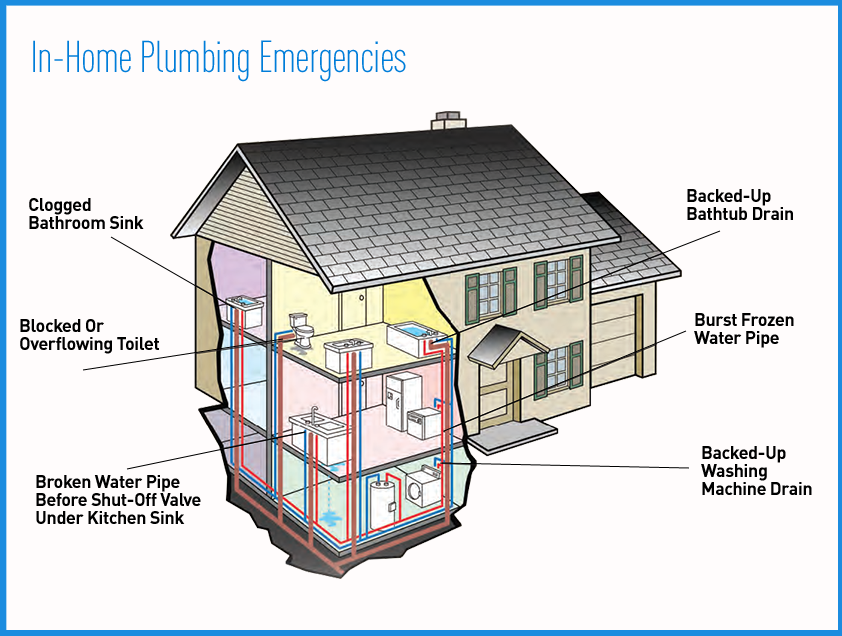 In-Home Plumbing Emergencies
Clogged
Bathroom Sink
Backed-Up
Bathtub Drain
Blocked Or
Overflowing Toilet
Burst Frozen
Water Pipe
Broken Water Pipe
Before Shut-Off Valve
Under Kitchen Sink
Backed-Up
Washing
Machine Drain